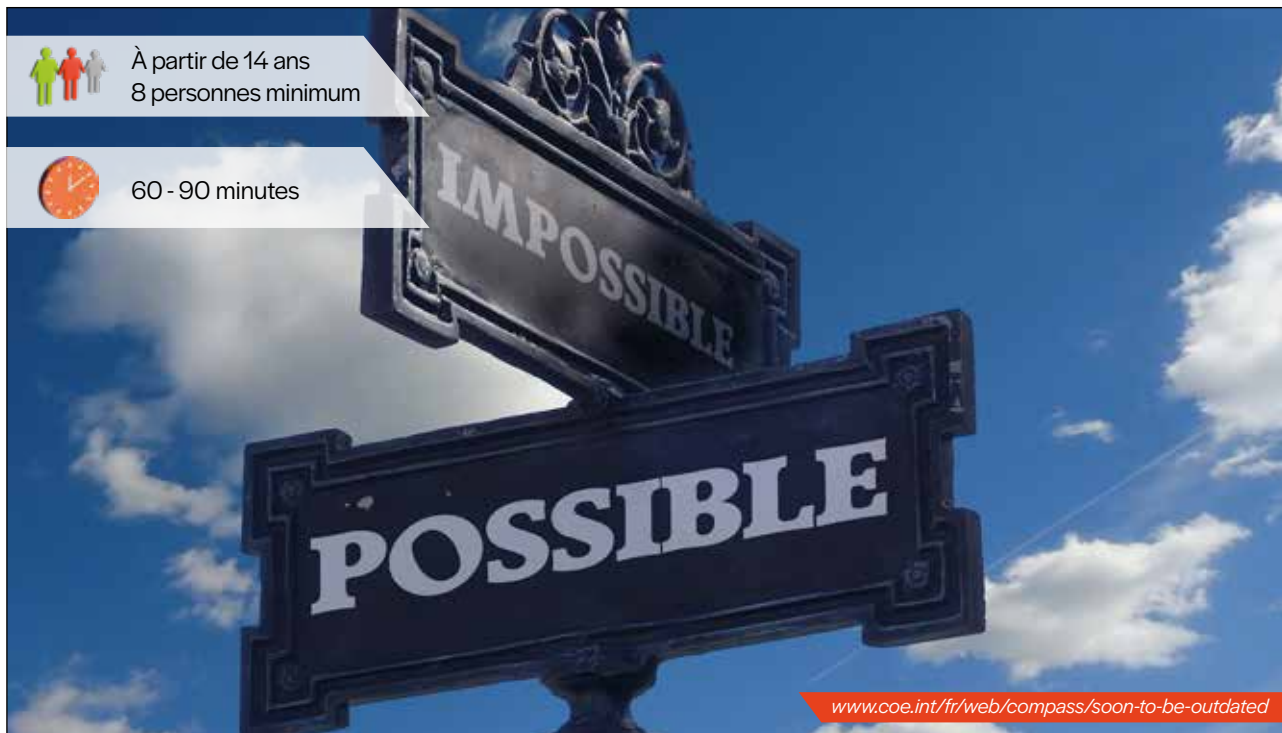 À partir de 14 ans
8 personnes minimum
60 - 90 minutes
IMPOSSIBLE
POSSIBLE
www.coe.int/fr/web/compass/soon-to-be-outdated